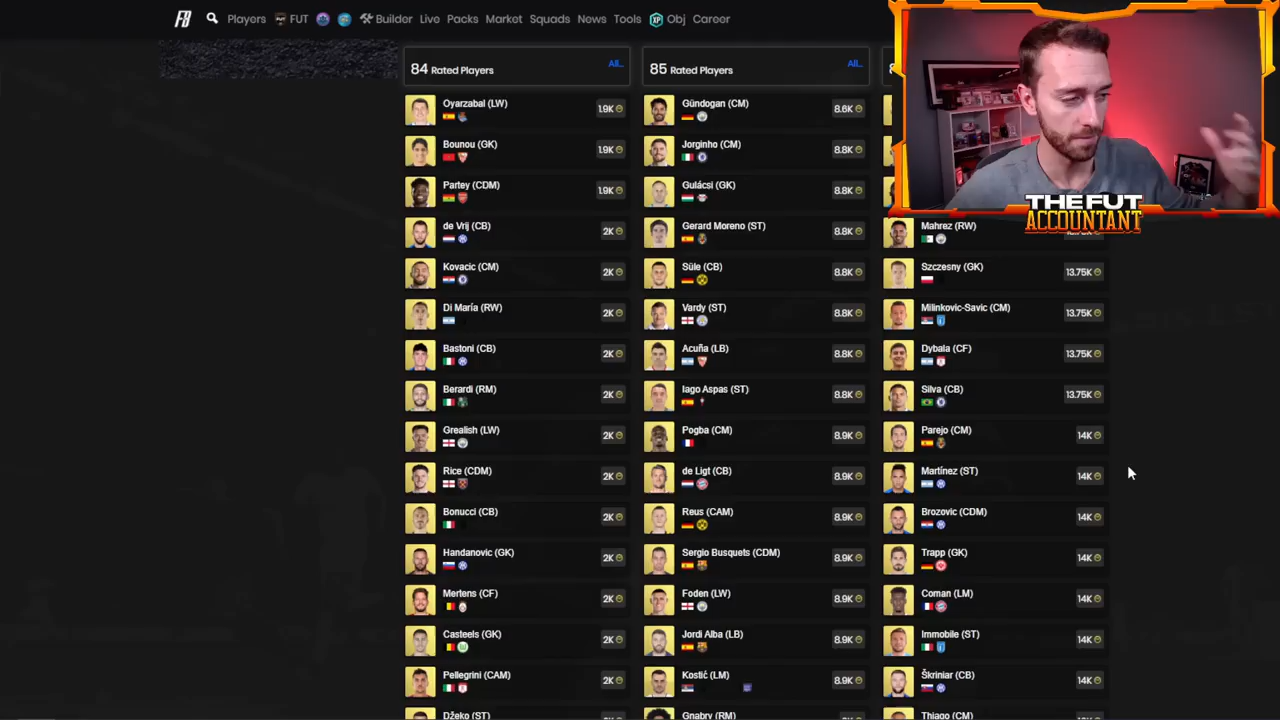 FB Players FUT Builder Live Packs Market Squads News Tools XP Obj Career
84 Rated Players All...
Oyarzabal (LW) 1.9K
Bounou (GK) 1.9K
Partey (CDM) 1.9K
de Vrij (CB) 2K
Kovacic (CM) 2K
Di María (RW) 2K
Bastoni (CB) 2K
Berardi (RM) 2K
Grealish (LW) 2K
Rice (CDM) 2K
Bonucci (CB) 2K
Handanovic (GK) 2K
Mertens (CF) 2K
Casteels (GK) 2K
Pellegrini (CAM) 2K
Džeko (ST)
85 Rated Players All...
Gündogan (CM) 8.6K
Jorginho (CM) 8.8K
Gulácsi (GK) 8.8K
Gerard Moreno (ST) 8.8K
Süle (CB) 8.8K
Vardy (ST) 8.8K
Acuña (LB) 8.8K
Iago Aspas (ST) 8.8K
Pogba (CM) 8.9K
de Ligt (CB) 8.9K
Reus (CAM) 8.9K
Sergio Busquets (CDM) 8.9K
Foden (LW) 8.9K
Jordi Alba (LB) 8.9K
Kostić (LM) 8.9K
Gnabry (RM)
Mahrez (RW)
Szczesny (GK) 13.75K
Milinkovic-Savic (CM) 13.75K
Dybala (CF) 13.75K
Silva (CB) 13.75K
Parejo (CM) 14K
Martínez (ST) 14K
Brozovic (CDM) 14K
Trapp (GK) 14K
Coman (LM) 14K
Immobile (ST) 14K
Škriniar (CB) 14K
Thiago (CM)
THE FUT
ACCOUNTANT